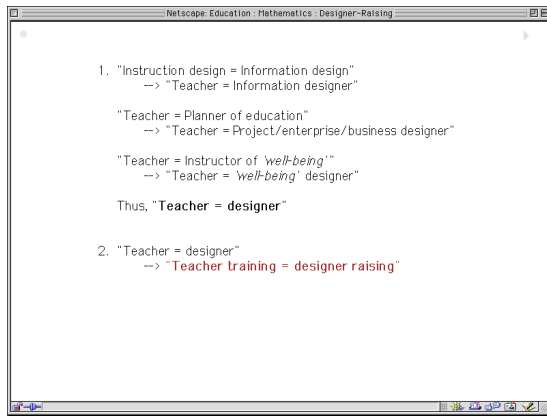 Netscape: Education : Mathematics : Designer-Raising
1. "Instruction design = Information design"
--> "Teacher = Information designer"
"Teacher = Planner of education"
--> "Teacher = Project/enterprise/business designer"
"Teacher = Instructor of 'well-being'"
--> "Teacher = 'well-being' designer"
Thus, "Teacher = designer"
2. "Teacher = designer"
--> "Teacher training = designer raising"